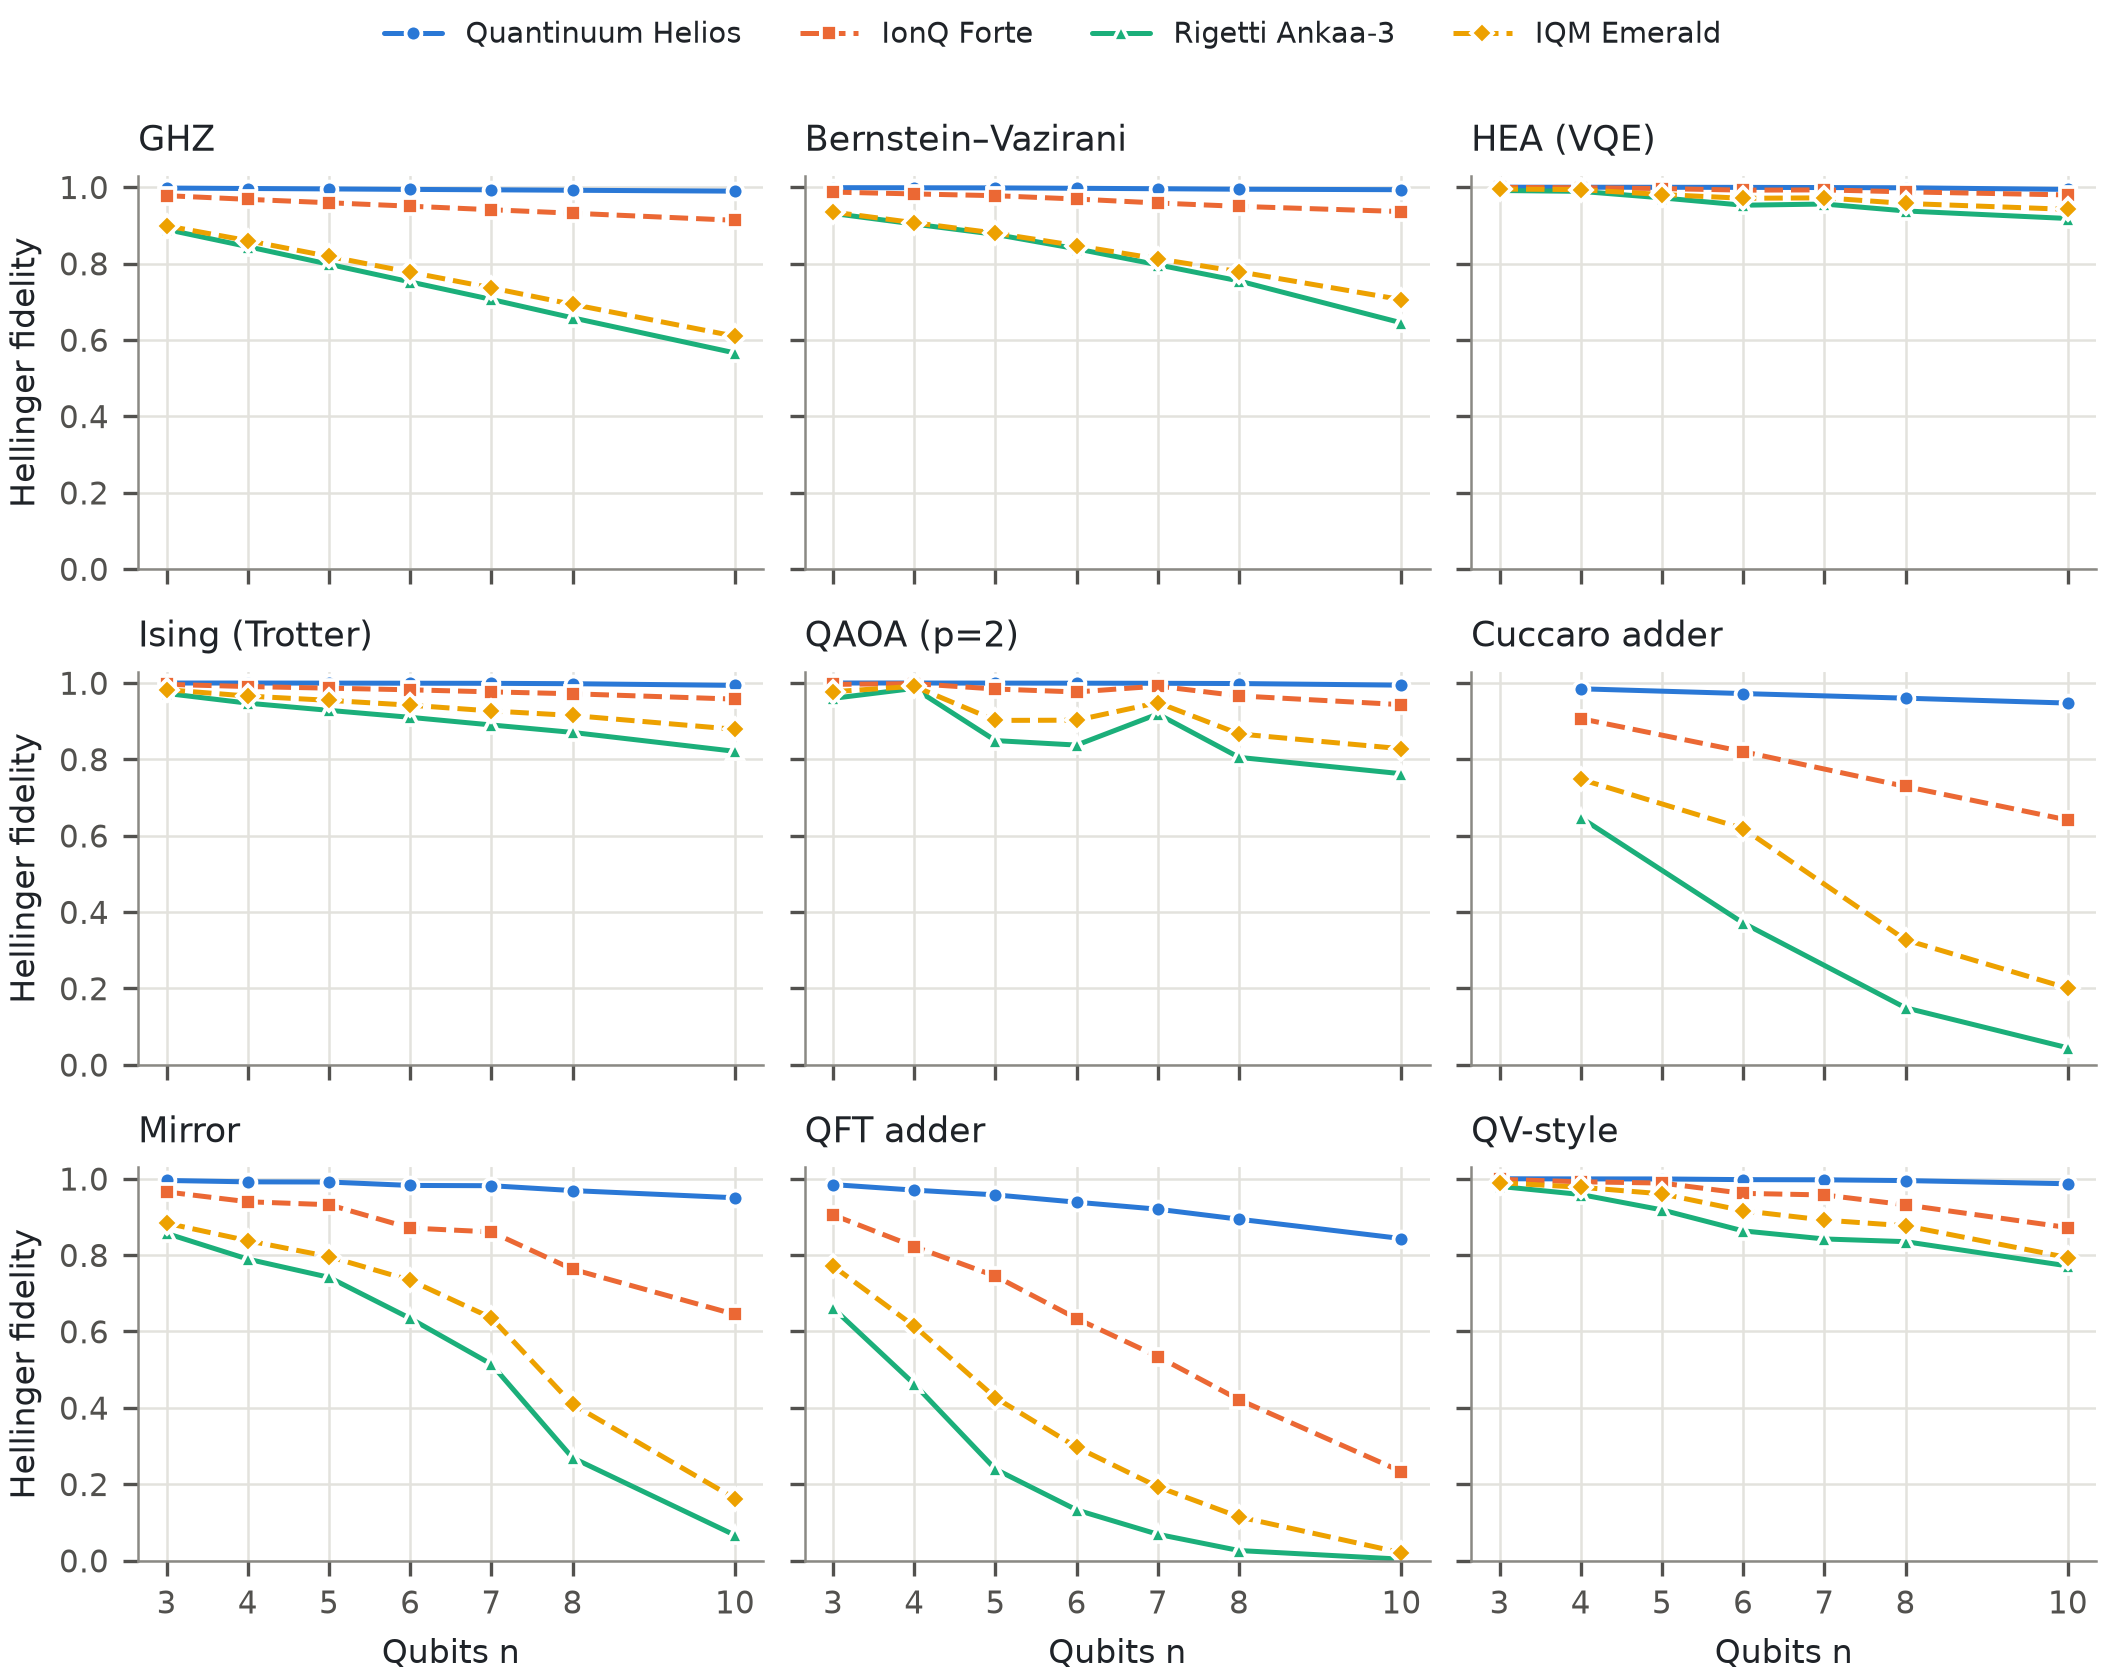 Quantinuum Helios IonQ Forte Rigetti Ankaa-3 IQM Emerald
GHZ
Bernstein–Vazirani
HEA (VQE)
Hellinger fidelity
1.0
0.8
0.6
0.4
0.2
0.0
Ising (Trotter)
QAOA (p=2)
Cuccaro adder
Hellinger fidelity
1.0
0.8
0.6
0.4
0.2
0.0
Mirror
QFT adder
QV-style
Hellinger fidelity
1.0
0.8
0.6
0.4
0.2
0.0
3 4 5 6 7 8 10
3 4 5 6 7 8 10
3 4 5 6 7 8 10
Qubits n
Qubits n
Qubits n